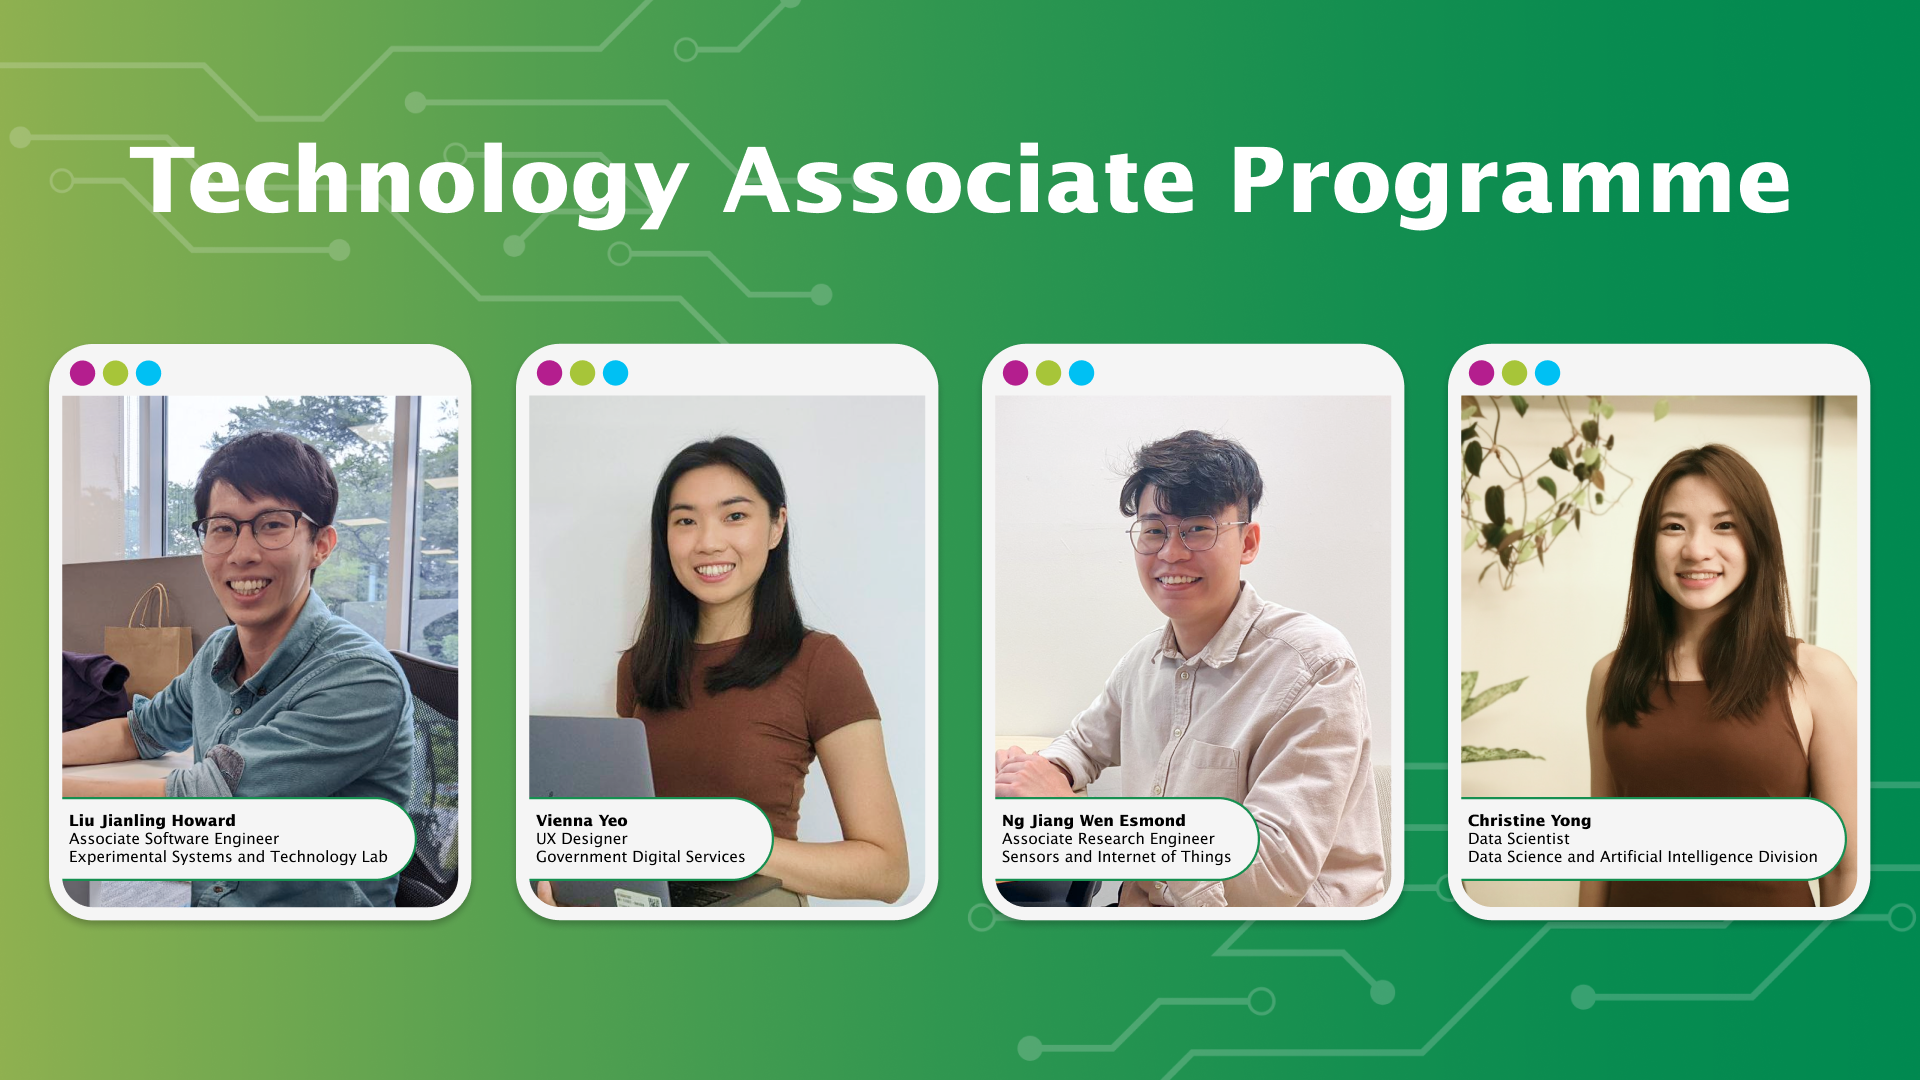 Technology Associate Programme
Liu Jianling Howard
Associate Software Engineer
Experimental Systems and Technology Lab
Vienna Yeo
UX Designer
Government Digital Services
Ng Jiang Wen Esmond
Associate Research Engineer
Sensors and Internet of Things
Christine Yong
Data Scientist
Data Science and Artificial Intelligence Division